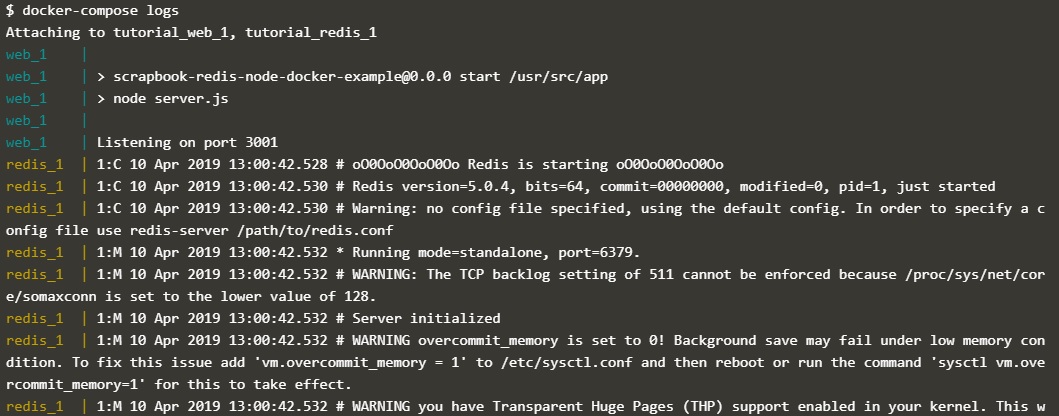 $ docker-compose logs
Attaching to tutorial_web_1, tutorial_redis_1
web_1    |
web_1    | > scrapbook-redis-node-docker-example@0.0.0 start /usr/src/app
web_1    | > node server.js
web_1    |
web_1    | Listening on port 3001
redis_1  | 1:C 10 Apr 2019 13:00:42.528 # oO0OoO0OoO0Oo Redis is starting oO0OoO0OoO0Oo
redis_1  | 1:C 10 Apr 2019 13:00:42.530 # Redis version=5.0.4, bits=64, commit=00000000, modified=0, pid=1, just started
redis_1  | 1:C 10 Apr 2019 13:00:42.530 # Warning: no config file specified, using the default config. In order to specify a c
onfig file use redis-server /path/to/redis.conf
redis_1  | 1:M 10 Apr 2019 13:00:42.532 * Running mode=standalone, port=6379.
redis_1  | 1:M 10 Apr 2019 13:00:42.532 # WARNING: The TCP backlog setting of 511 cannot be enforced because /proc/sys/net/cor
e/somaxconn is set to the lower value of 128.
redis_1  | 1:M 10 Apr 2019 13:00:42.532 # Server initialized
redis_1  | 1:M 10 Apr 2019 13:00:42.532 # WARNING overcommit_memory is set to 0! Background save may fail under low memory con
dition. To fix this issue add 'vm.overcommit_memory = 1' to /etc/sysctl.conf and then reboot or run the command 'sysctl vm.ove
rcommit_memory=1' for this to take effect.
redis_1  | 1:M 10 Apr 2019 13:00:42.532 # WARNING you have Transparent Huge Pages (THP) support enabled in your kernel. This w